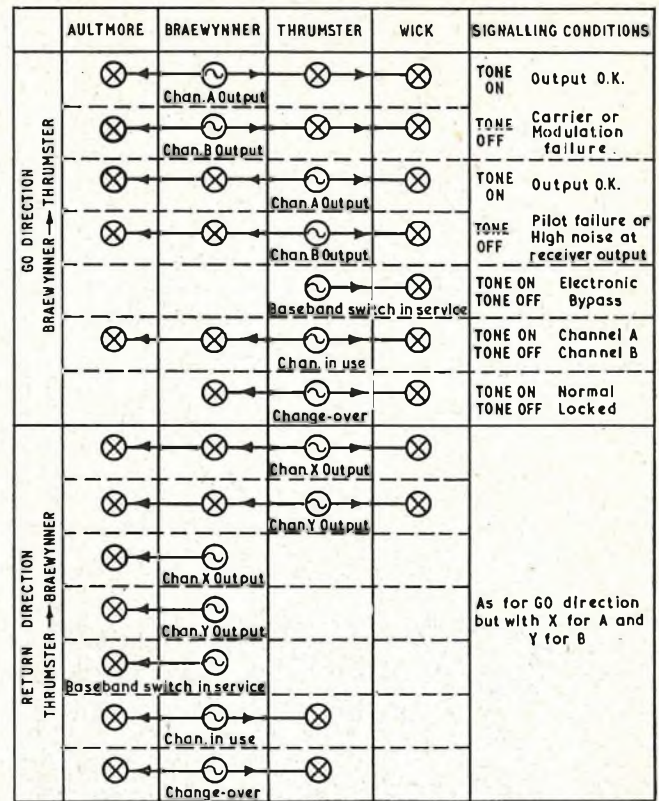 AULTMORE BRAEWYNNER THRUMSTER WICK SIGNALLING CONDITIONS
GO DIRECTION
BRAEWYNNER → THRUMSTER
Chan. A Output
TONE ON Output O.K.
Chan. B Output
TONE OFF Carrier or Modulation failure.
Chan. A Output
TONE ON Output O.K.
Chan. B Output
TONE OFF Pilot failure or High noise at receiver output
Baseband switch in service
TONE ON Electronic
TONE OFF Bypass
Chan. in use
TONE ON Channel A
TONE OFF Channel B
Change-over
TONE ON Normal
TONE OFF Locked
RETURN DIRECTION
THRUMSTER → BRAEWYNNER
Chan. X Output
Chan. Y Output
Chan. X Output
Chan. Y Output
Baseband switch in service
Chan. in use
Change-over
As for GO direction
but with X for A and
Y for B